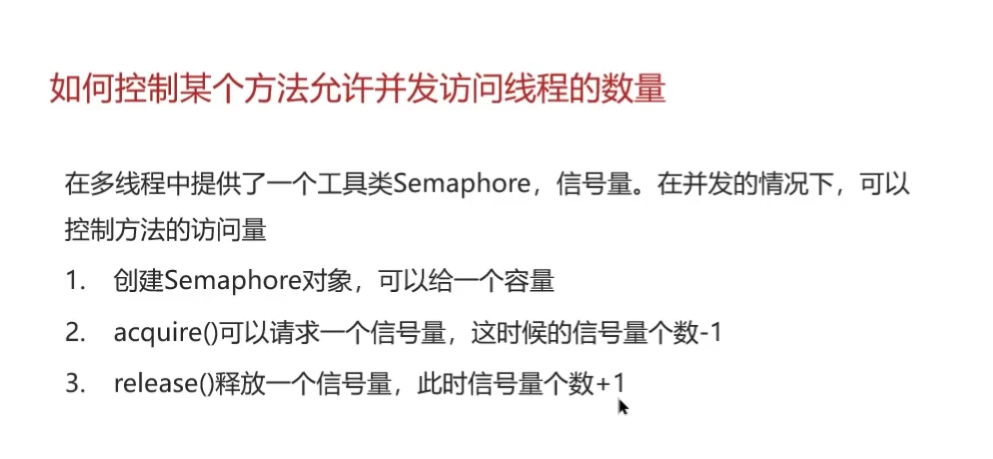 如何控制某个方法允许并发访问线程的数量
在多线程中提供了一个工具类Semaphore，信号量。在并发的情况下，可以
控制方法的访问量
1. 创建Semaphore对象，可以给一个容量
2. acquire()可以请求一个信号量，这时候的信号量个数-1
3. release()释放一个信号量，此时信号量个数+1